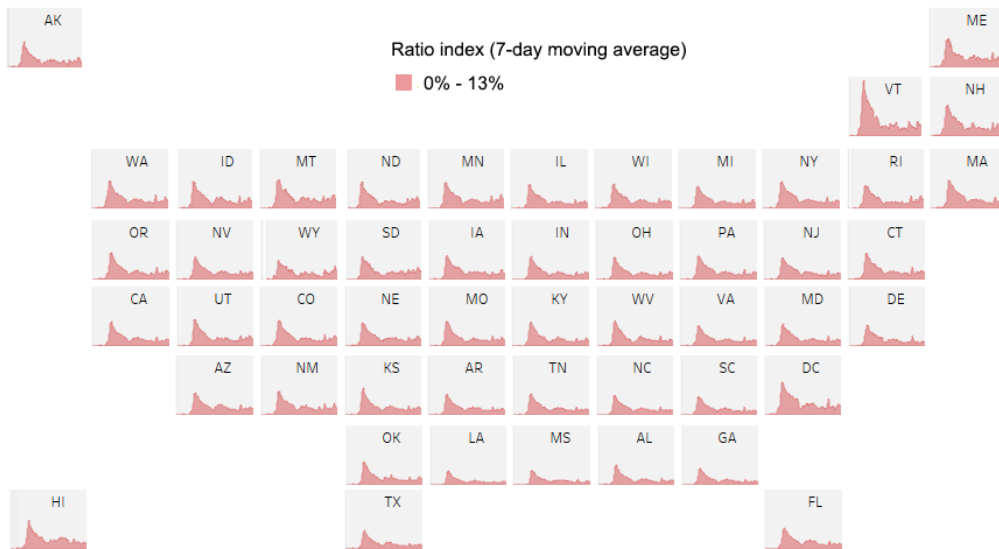 AK
ME
Ratio index (7-day moving average)
0% - 13%
VT NH
WA ID MT ND MN IL WI MI NY RI MA
OR NV WY SD IA IN OH PA NJ CT
CA UT CO NE MO KY WV VA MD DE
AZ NM KS AR TN NC SC DC
OK LA MS AL GA
HI TX FL